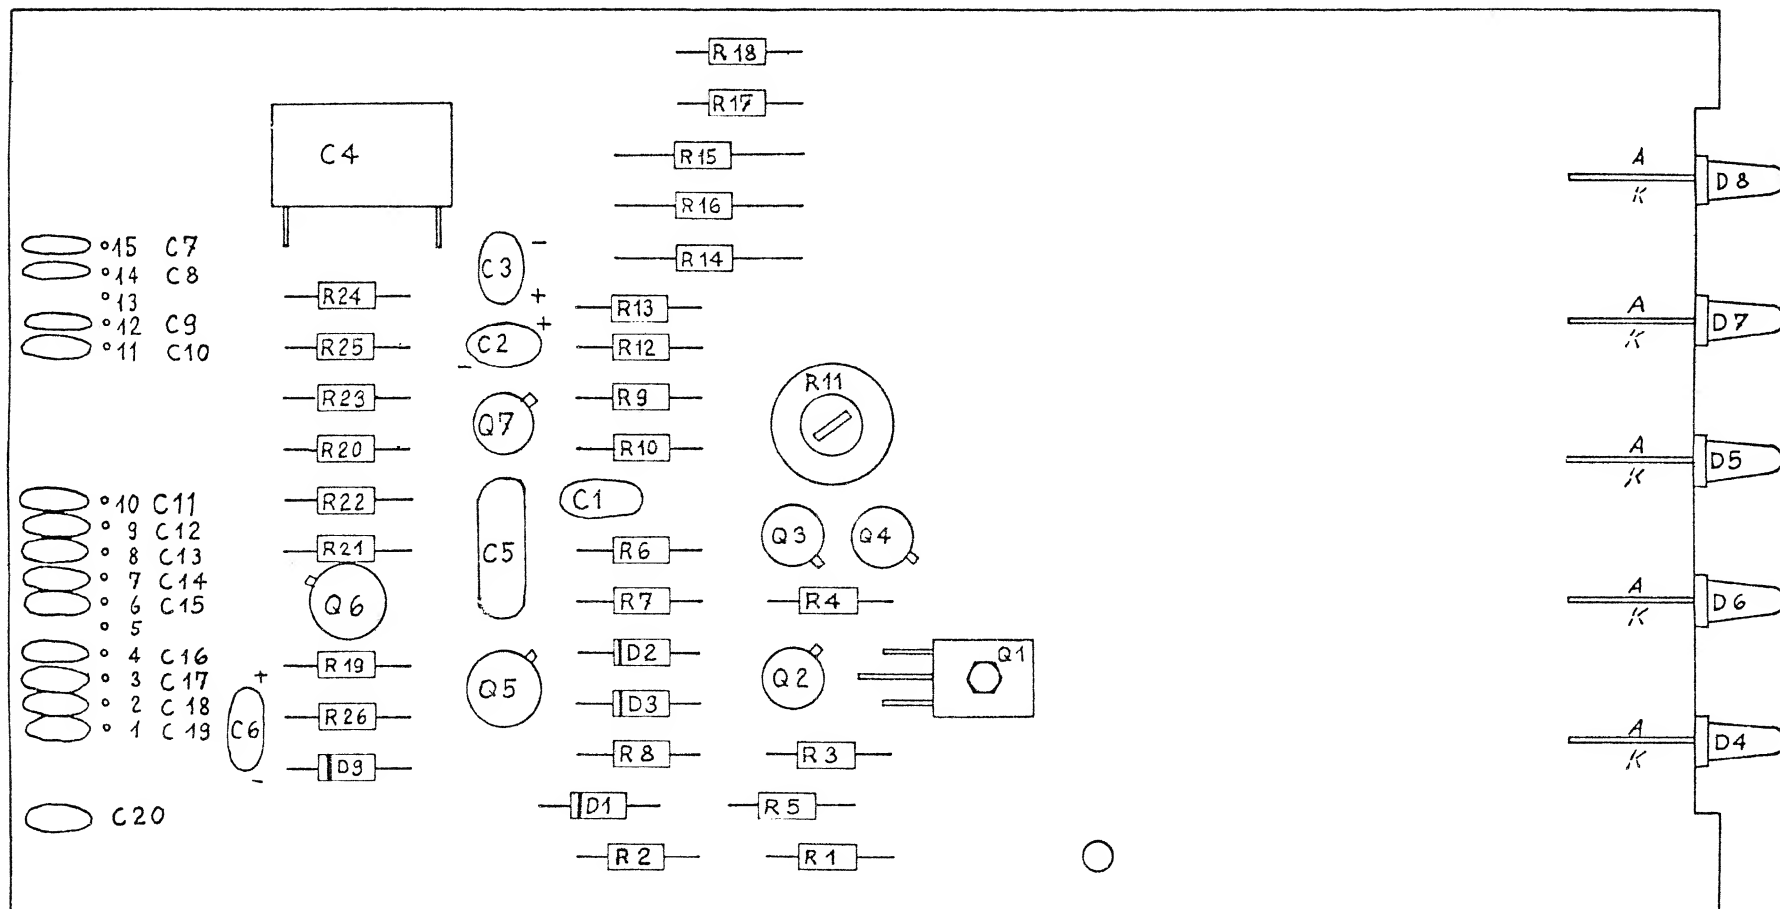 R18
R17
C4
R15
A
K
D8
R16
15 C7
C3
-
R14
14 C8
13
R24
+
R13
A
K
D7
12 C9
+
C2
-
11 C10
R25
R12
R23
R9
R11
Q7
R20
R10
A
K
D5
10 C11
R22
C1
9 C12
8 C13
R21
C5
R6
Q3
Q4
7 C14
6 C15
Q6
R7
R4
A
K
D6
5
4 C16
R19
D2
Q1
3 C17
+
Q5
Q2
2 C18
R26
D3
1 C19
C6
-
A
K
D4
D9
R8
R3
C20
D1
R5
R2
R1